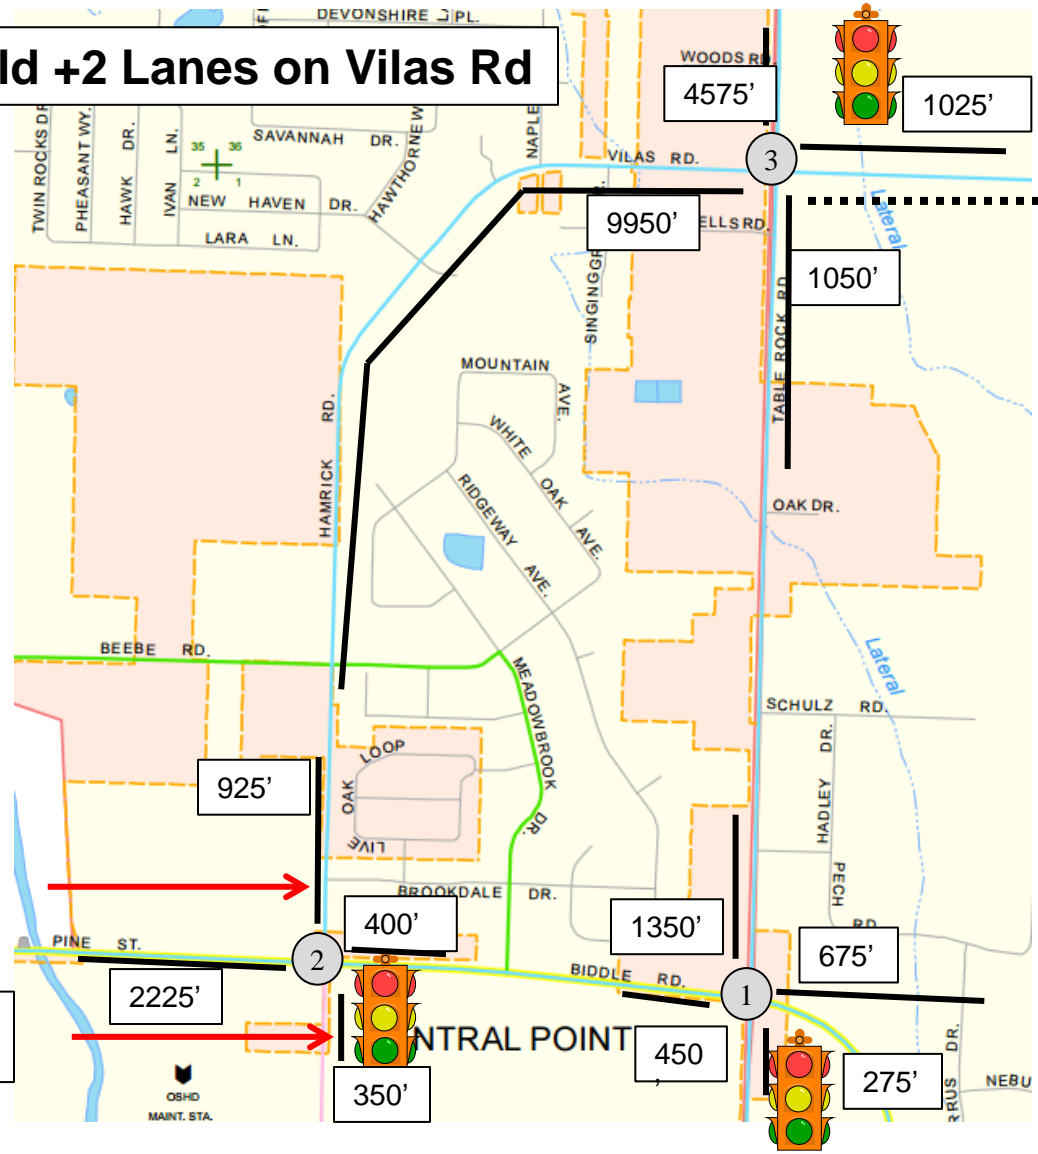 DEVONSHIRE PL.
ld +2 Lanes on Vilas Rd
WOODS RD.
4575’
1025’
TWIN ROCKS DR.
PHEASANT WY.
HAWK DR.
IVAN LN.
SAVANNAH DR.
HAWTHORNE W
NAPLE
35 36
2 1
NEW HAVEN DR.
LARA LN.
VILAS RD.
3
9950’
ELLS RD.
Lateral
1050’
SINGING GR
TABLE ROCK RD
MOUNTAIN AVE.
WHITE OAK AVE.
RIDGEWAY AVE.
HAMRICK RD.
OAK DR.
BEEBE RD.
MEADOWBROOK DR.
Lateral
SCHULZ RD.
HADLEY DR.
925’
LIVE OAK LOOP
BROOKDALE DR.
PECH RD.
400’
1350’
675’
PINE ST.
2
2225’
BIDDLE RD.
1
NTRAL POINT
450
’
275’
350’
OSHD
MAINT. STA.
RRUS DR.
NEBU